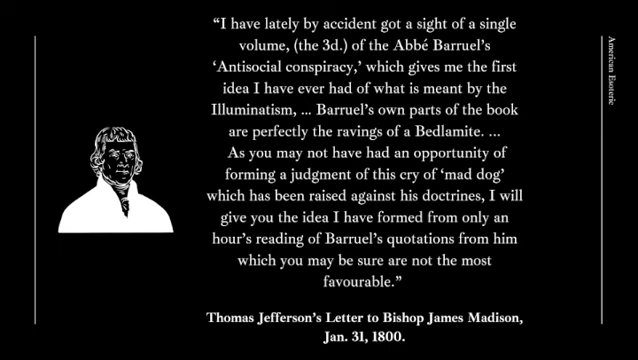 “I have lately by accident got a sight of a single
volume, (the 3d.) of the Abbé Barruel’s
‘Antisocial conspiracy,’ which gives me the first
idea I have ever had of what is meant by the
Illuminatism, ... Barruel’s own parts of the book
are perfectly the ravings of a Bedlamite. ...
As you may not have had an opportunity of
forming a judgment of this cry of ‘mad dog’
which has been raised against his doctrines, I will
give you the idea I have formed from only an
hour’s reading of Barruel’s quotations from him
which you may be sure are not the most
favourable.”
Thomas Jefferson’s Letter to Bishop James Madison,
Jan. 31, 1800.
American Esoteric